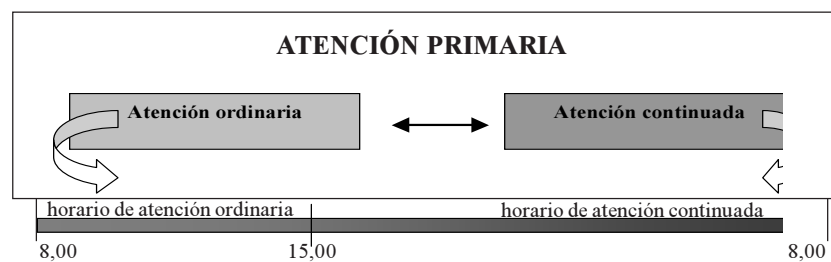 ATENCIÓN PRIMARIA
Atención ordinaria
Atención continuada
horario de atención ordinaria
horario de atención continuada
8,00
15,00
8,00